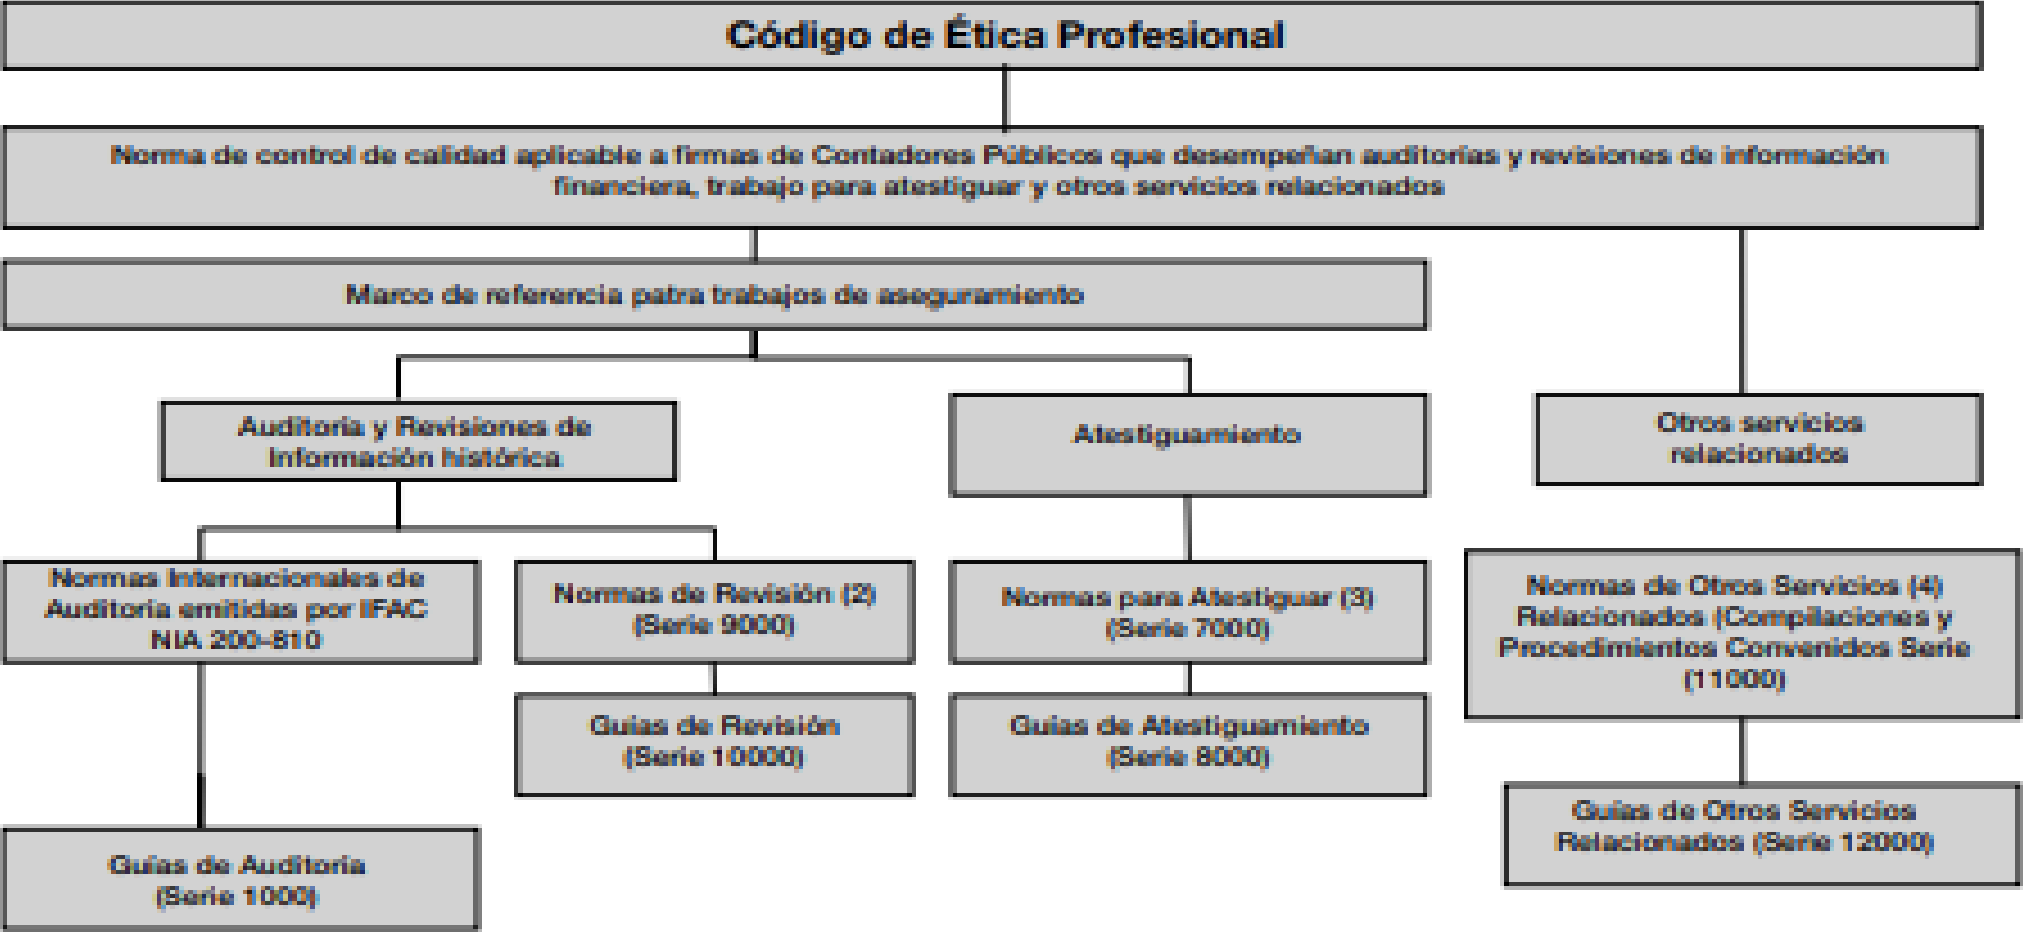 Código de Ética Profesional
Norma de control de calidad aplicable a firmas de Contadores Públicos que desempeñan auditorías y revisiones de información
financiera, trabajo para atestiguar y otros servicios relacionados
Marco de referencia patra trabajos de aseguramiento
Auditoría y Revisiones de
Información histórica
Atestiguamiento
Otros servicios
relacionados
Normas Internacionales de
Auditoría emitidas por IFAC
NIA 200-810
Normas de Revisión (2)
(Serie 9000)
Normas para Atestiguar (3)
(Serie 7000)
Normas de Otros Servicios (4)
Relacionados (Compilaciones y
Procedimientos Convenidos Serie
(11000)
Guías de Revisión
(Serie 10000)
Guías de Atestiguamiento
(Serie 8000)
Guías de Otros Servicios
Relacionados (Serie 12000)
Guías de Auditoría
(Serie 1000)